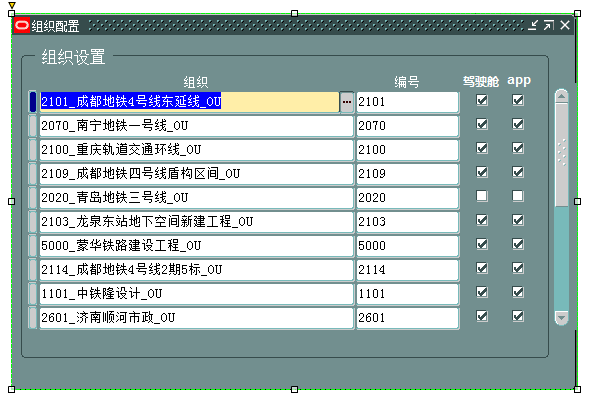 组织配置
组织设置
组织 编号 驾驶舱 app
2101_成都地铁4号线东延线_OU 2101
2070_南宁地铁一号线_OU 2070
2100_重庆轨道交通环线_OU 2100
2109_成都地铁四号线盾构区间_OU 2109
2020_青岛地铁三号线_OU 2020
2103_龙泉东站地下空间新建工程_OU 2103
5000_蒙华铁路建设工程_OU 5000
2114_成都地铁4号线2期5标_OU 2114
1101_中铁隆设计_OU 1101
2601_济南顺河市政_OU 2601